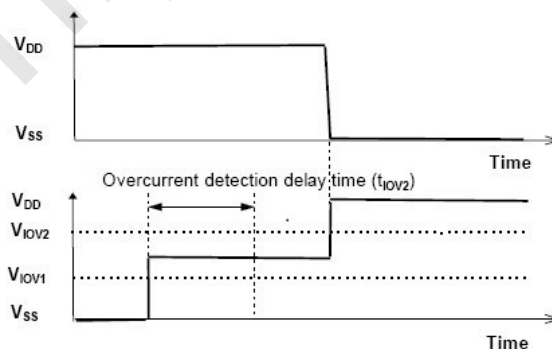 VDD
VSS
Time
Overcurrent detection delay time (tIOV2)
VDD
VIOV2
VIOV1
VSS
Time